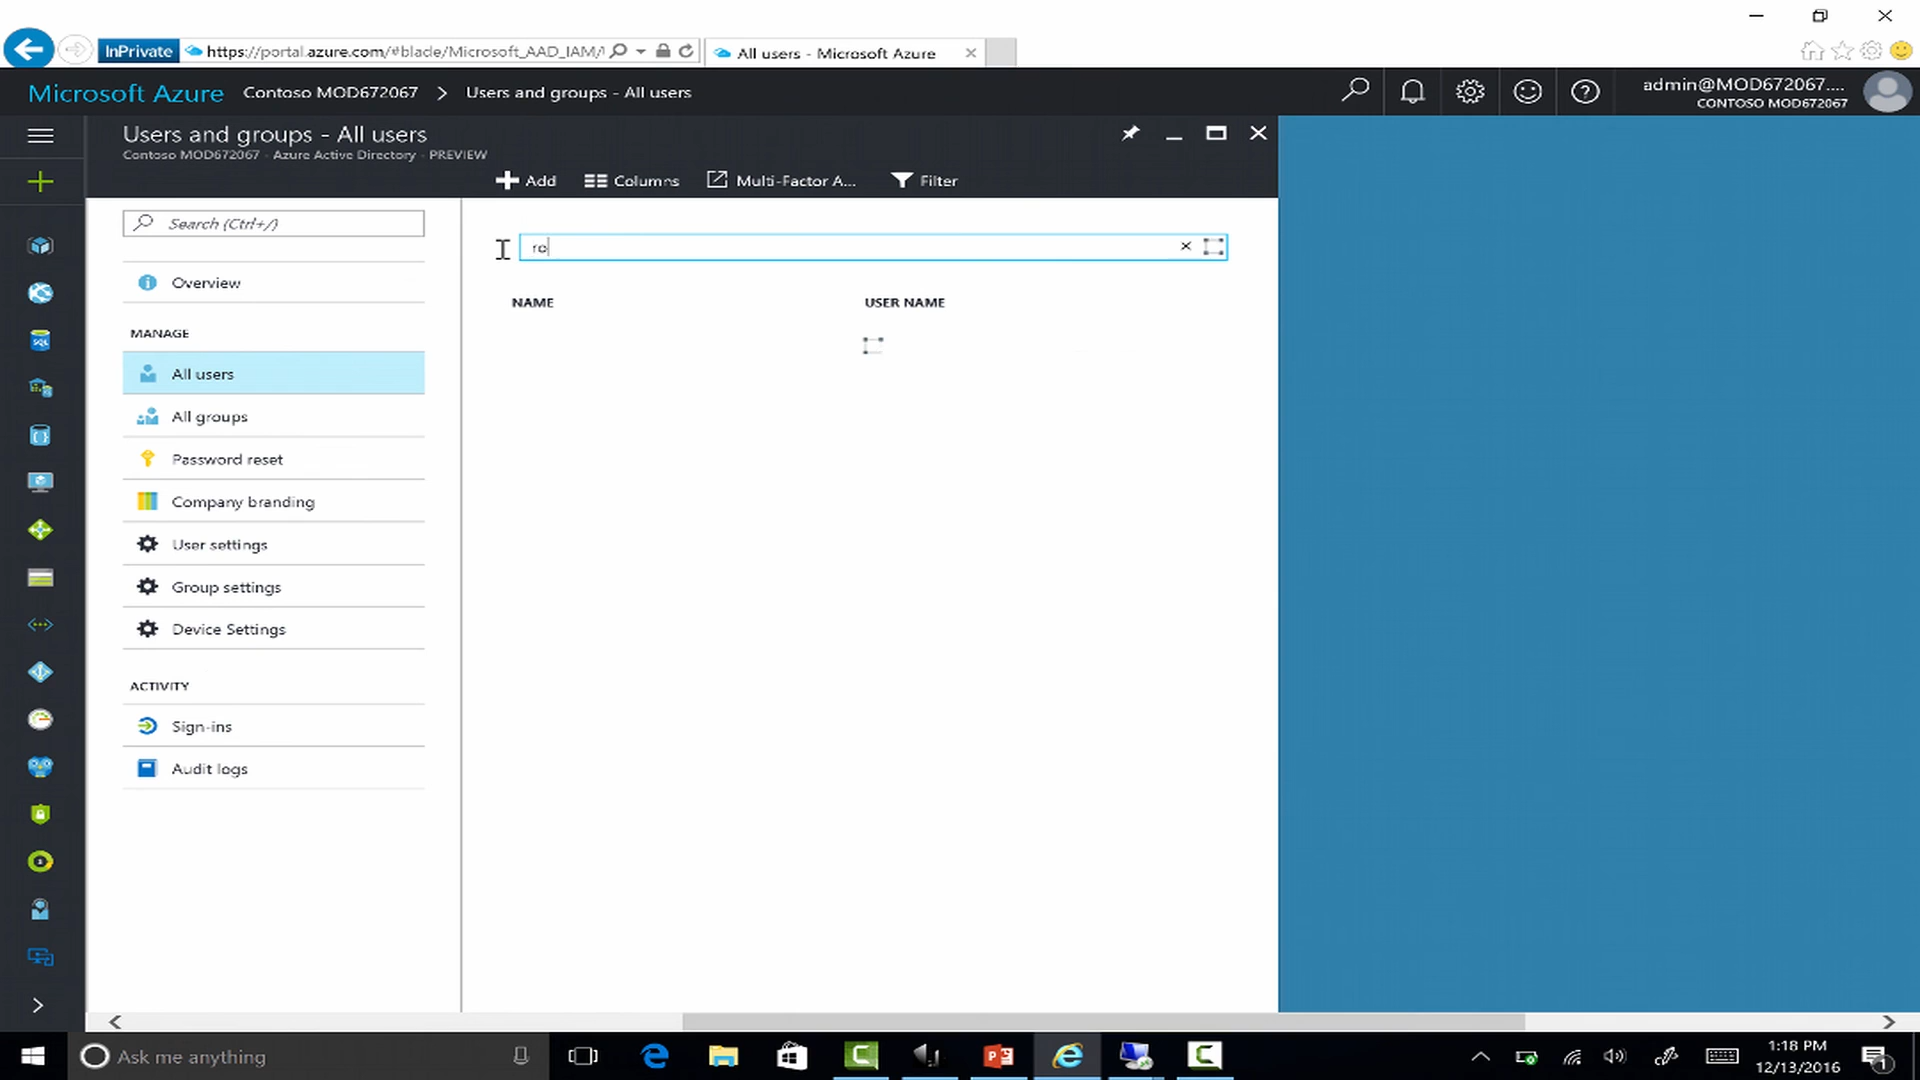 InPrivate https://portal.azure.com/#blade/Microsoft_AAD_IAM/ All users - Microsoft Azure
Microsoft Azure Contoso MOD672067 > Users and groups - All users
admin@MOD672067....
CONTOSO MOD672067
Users and groups - All users
Contoso MOD672067 - Azure Active Directory - PREVIEW
Add Columns Multi-Factor A... Filter
Search (Ctrl+/)
ro
NAME USER NAME
Overview
MANAGE
All users
All groups
Password reset
Company branding
User settings
Group settings
Device Settings
ACTIVITY
Sign-ins
Audit logs
Ask me anything
1:18 PM
12/13/2016
1